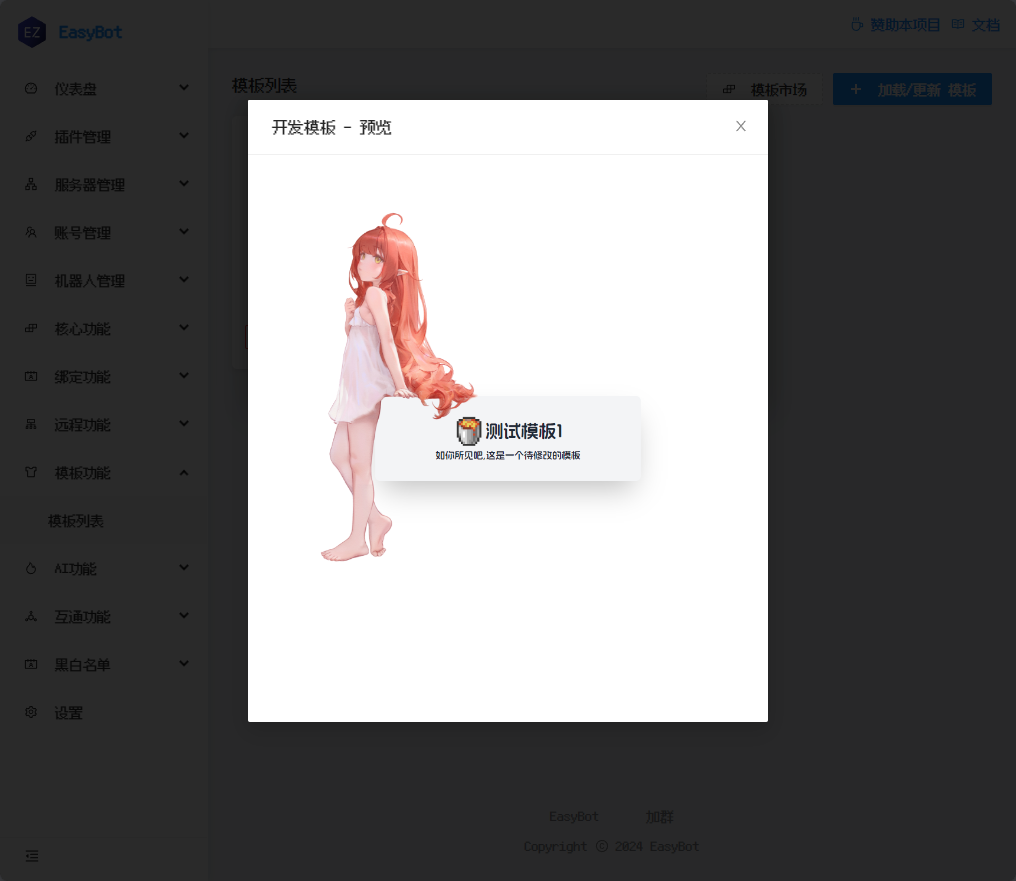 EZ EasyBot
赞助本项目 文档
仪表盘
插件管理
服务器管理
账号管理
机器人管理
核心功能
绑定功能
远程功能
模板功能
模板列表
AI功能
互通功能
黑白名单
设置
模板列表
模板市场
+ 加载/更新 模板
开发模板 - 预览
测试模板1
如你所见吧,这是一个待修改的模板
EasyBot 加群
Copyright © 2024 EasyBot